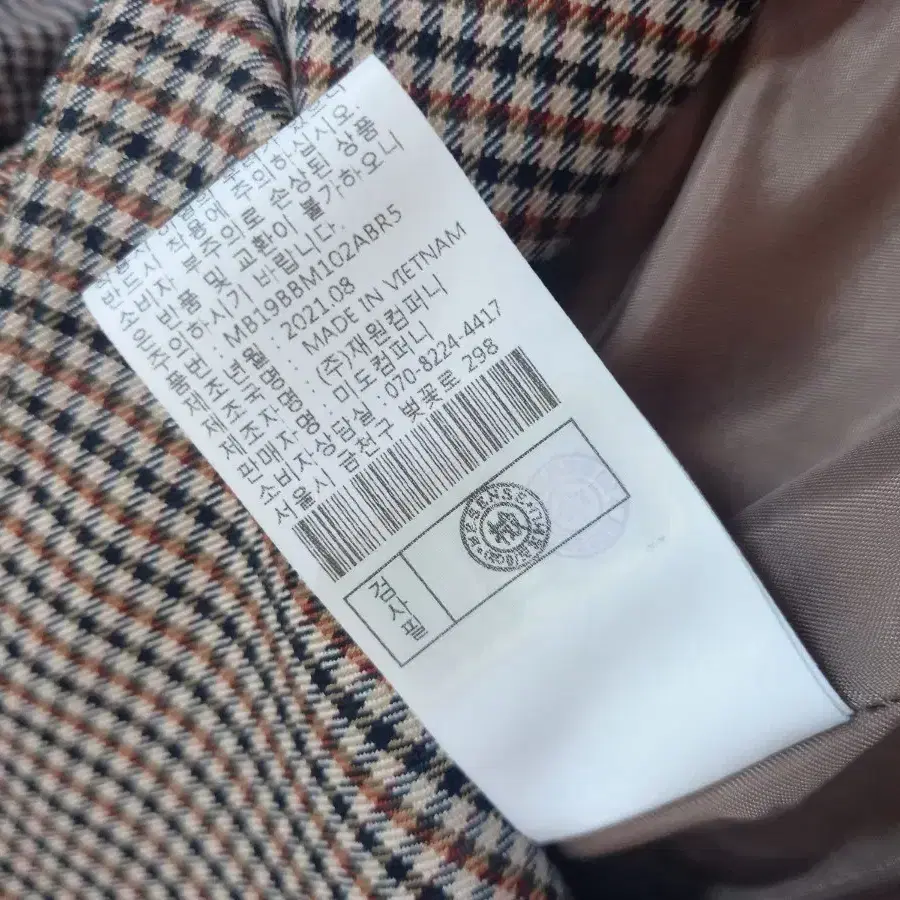 반드시 착용에 주의하십시오.
소비자 부주의로 손상된 상품
은 반품 및 교환이 불가하오니
주의하시기 바랍니다.
품 번 : MB19BBM102ABR5
제조년월 : 2021.08
제 조 국 : MADE IN VIETNAM
제조자명 : (주)재원컴퍼니
판매자명 : 미도컴퍼니
소비자상담실 : 070-8224-4417
서울시 금천구 벚꽃로 298
검사필
MESENSE